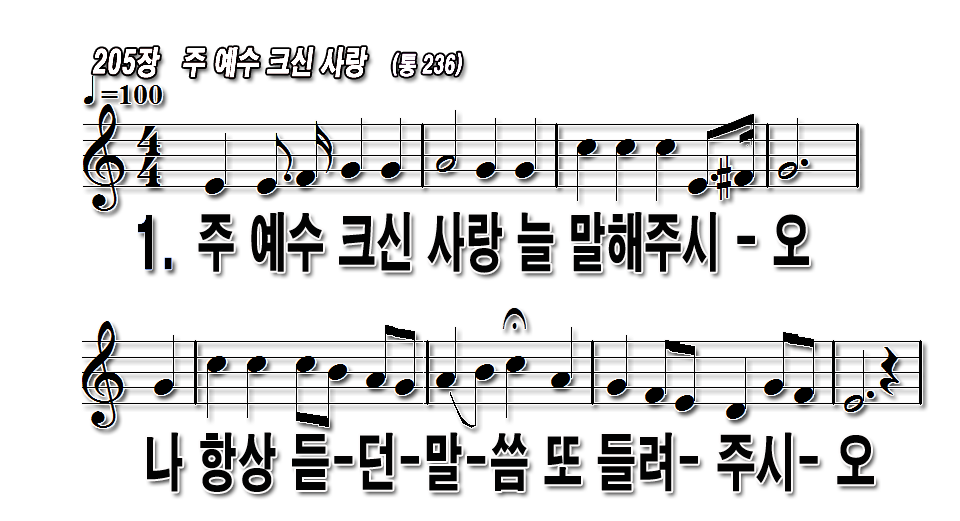 205장 주 예수 크신 사랑 (통 236)
♩=100
4
4
1. 주 예수 크신 사랑 늘 말해주시 - 오
나 항상 듣-던-말-씀 또 들려- 주시- 오